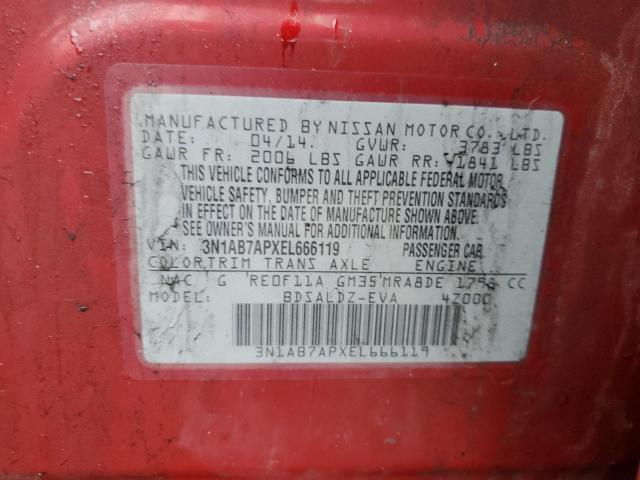 MANUFACTURED BY NISSAN MOTOR CO., LTD.
DATE: 04/14. GVWR: 3783 LBS
GAWR FR: 2006 LBS GAWR RR: 1841 LBS
THIS VEHICLE CONFORMS TO ALL APPLICABLE FEDERAL MOTOR
VEHICLE SAFETY, BUMPER AND THEFT PREVENTION STANDARDS
IN EFFECT ON THE DATE OF MANUFACTURE SHOWN ABOVE.
* SEE OWNER'S MANUAL FOR ADDITIONAL INFORMATION.
VIN: 3N1AB7APXEL666119 PASSENGER CAR
COLOR,TRIM TRANS AXLE ENGINE
NAC G RE0F11A GM35 MRA8DE 1798 CC
MODEL: BDSALDZ-EVA 4Z000
3N1AB7APXEL666119